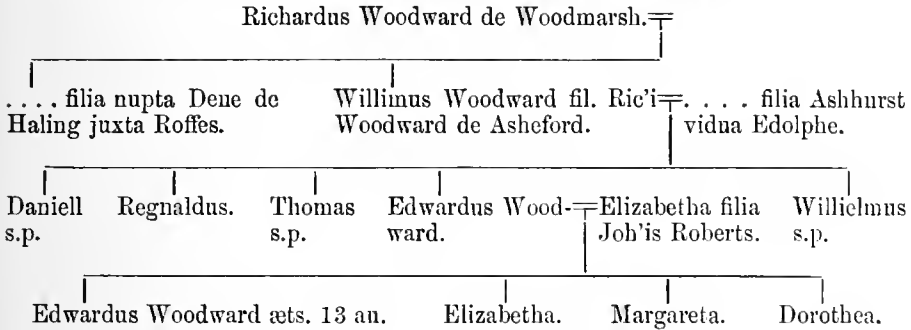 Richardus Woodward de Woodmarsh.
.... filia nupta Dene de Willimus Woodward fil. Ric'i .... filia Ashhurst
Haling juxta Roffes. Woodward de Asheford. vidua Edolphe.
Daniell Regnaldus. Thomas Edwardus Wood- Elizabetha filia Willielmus
s.p. s.p. ward. Joh'is Roberts. s.p.
Edwardus Woodward æts. 13 an. Elizabetha. Margareta. Dorothea.